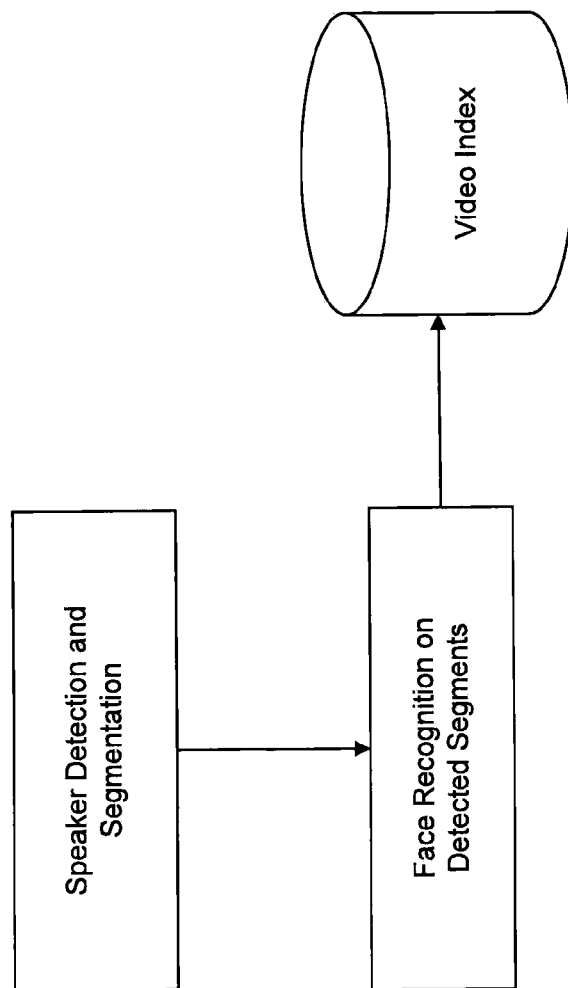 Speaker Detection and
Segmentation
Face Recognition on
Detected Segments
Video Index